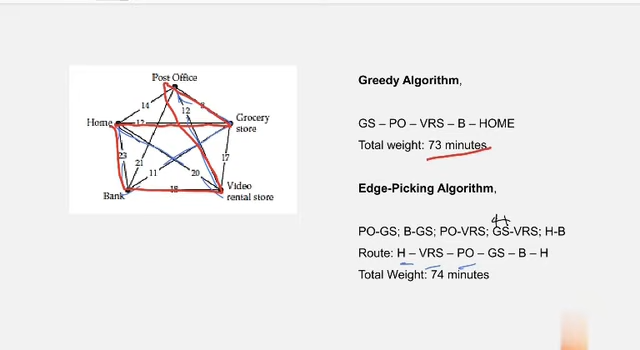 Post Office
Greedy Algorithm,
14
12
Home
12
Grocery
store
GS – PO – VRS – B – HOME
Total weight: 73 minutes
23
21
11
20
17
Bank
18
Video
rental store
Edge-Picking Algorithm,
H
PO-GS; B-GS; PO-VRS; GS-VRS; H-B
Route: H – VRS – PO – GS – B – H
Total Weight: 74 minutes